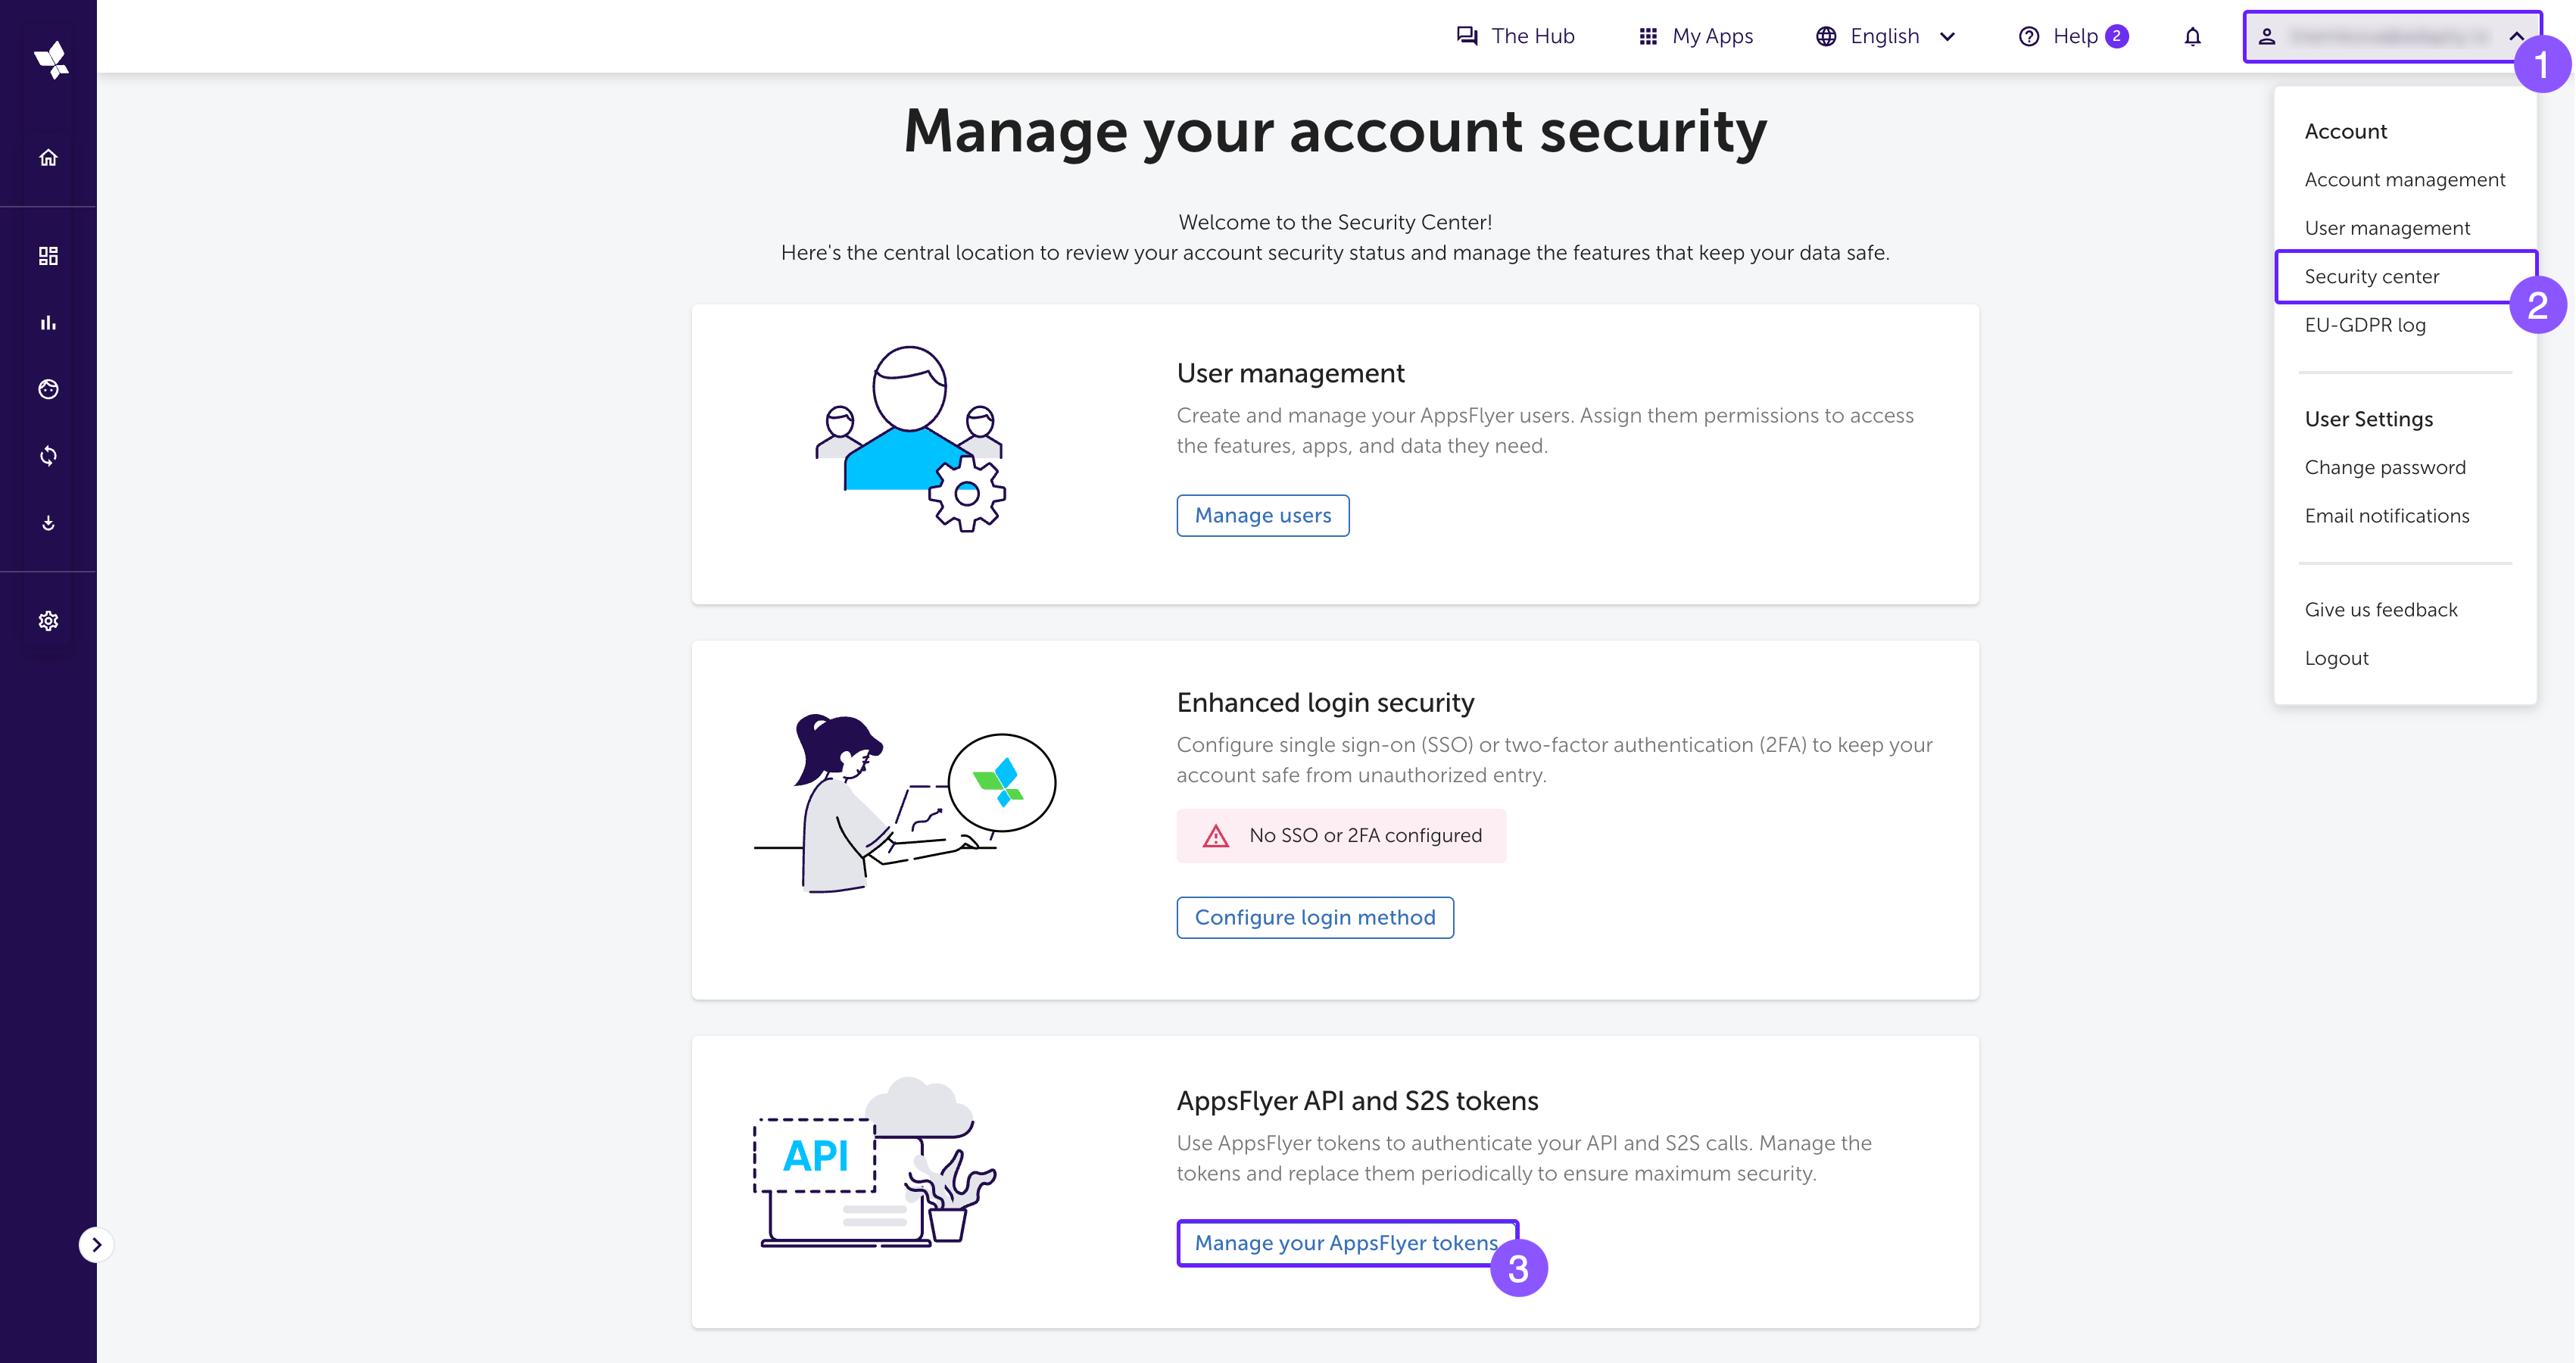 The Hub
My Apps
English
Help 2
1
Manage your account security
Welcome to the Security Center!
Here's the central location to review your account security status and manage the features that keep your data safe.
Account
Account management
User management
Security center
2
EU-GDPR log
User Settings
Change password
Email notifications
Give us feedback
Logout
User management
Create and manage your AppsFlyer users. Assign them permissions to access
the features, apps, and data they need.
Manage users
Enhanced login security
Configure single sign-on (SSO) or two-factor authentication (2FA) to keep your
account safe from unauthorized entry.
No SSO or 2FA configured
Configure login method
API
AppsFlyer API and S2S tokens
Use AppsFlyer tokens to authenticate your API and S2S calls. Manage the
tokens and replace them periodically to ensure maximum security.
Manage your AppsFlyer tokens
3